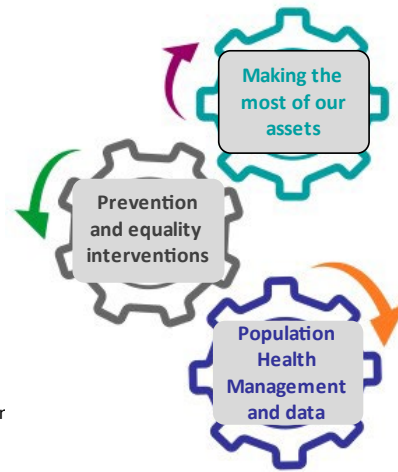 Making the
most of our
assets
Prevention
and equality
interventions
Population
Health
Management
and data
r